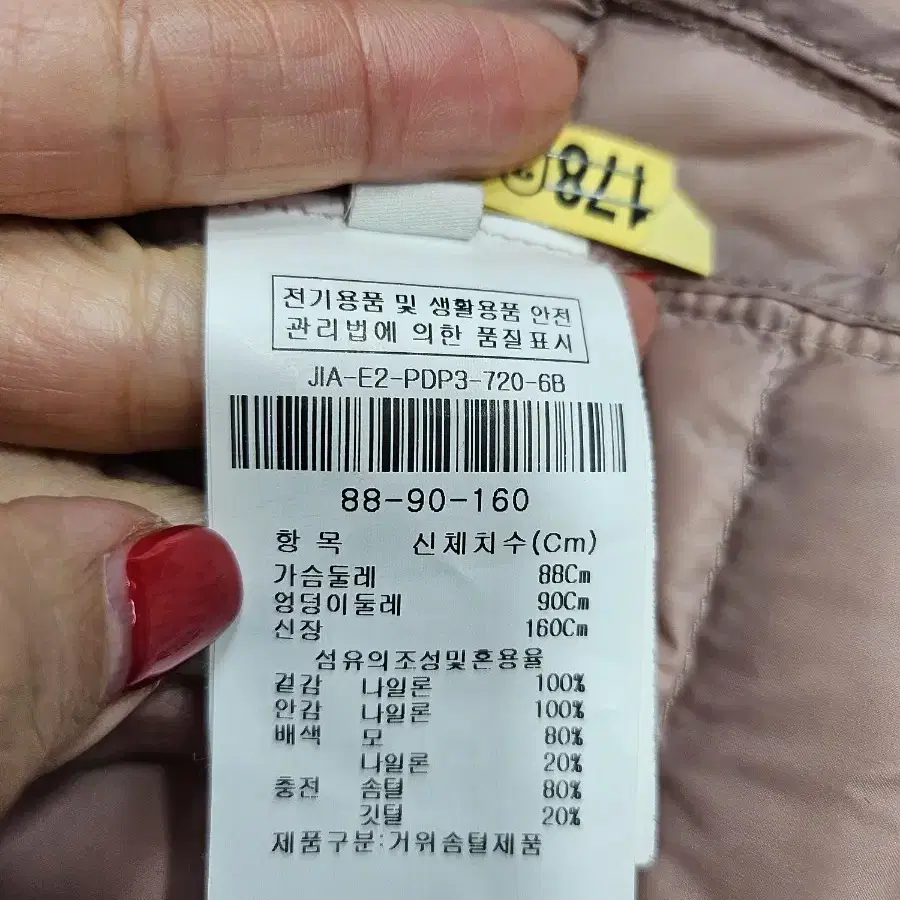 178
전기용품 및 생활용품 안전
관리법에 의한 품질표시
JIA-E2-PDP3-720-6B
88-90-160
항 목 신체치수(Cm)
가슴둘레 88Cm
엉덩이둘레 90Cm
신장 160Cm
섬유의조성및혼용율
겉감 나일론 100%
안감 나일론 100%
배색 모 80%
나일론 20%
충전 솜털 80%
깃털 20%
제품구분:거위솜털제품